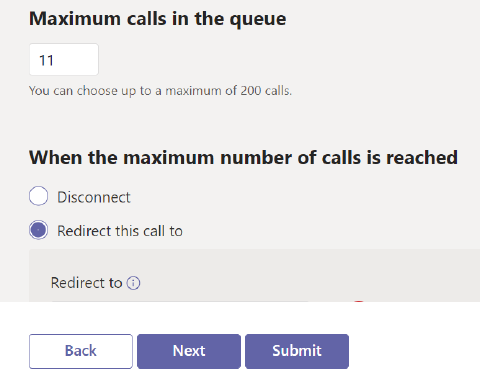 Maximum calls in the queue
11
You can choose up to a maximum of 200 calls.
When the maximum number of calls is reached
Disconnect
Redirect this call to
Redirect to
Back
Next
Submit